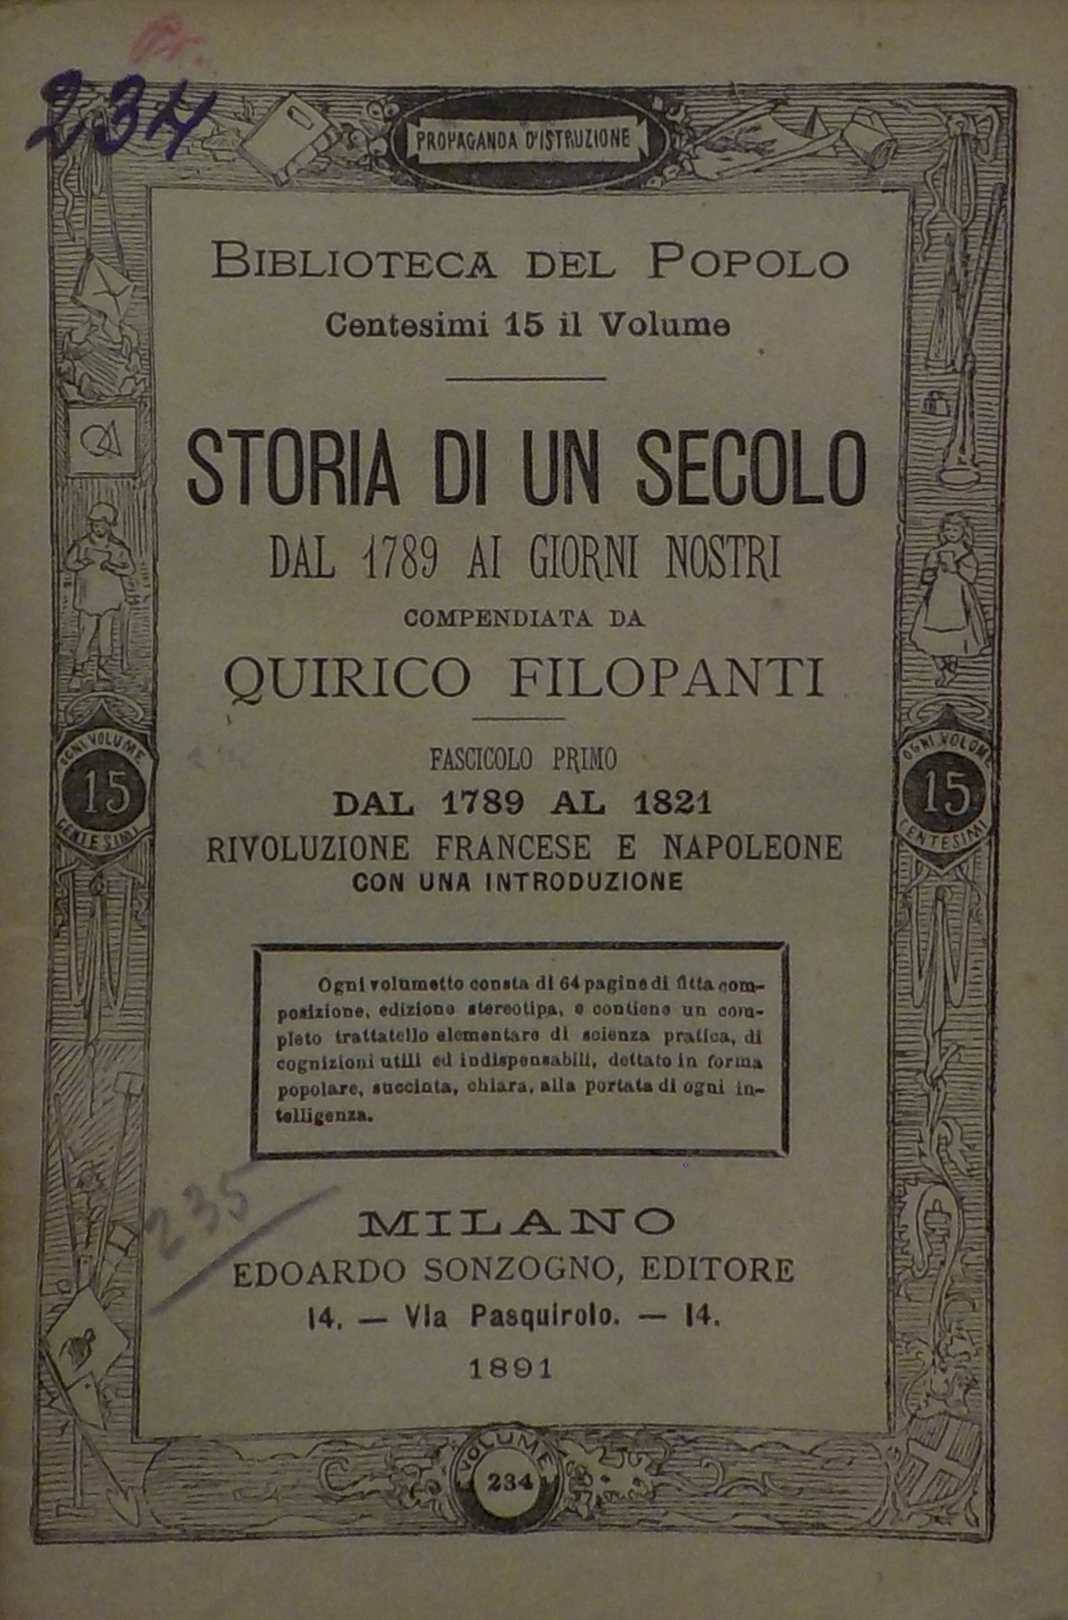 Pr.
234
PROPAGANDA D'ISTRUZIONE
BIBLIOTECA DEL POPOLO
Centesimi 15 il Volume
STORIA DI UN SECOLO
DAL 1789 AI GIORNI NOSTRI
COMPENDIATA DA
QUIRICO FILOPANTI
FASCICOLO PRIMO
OGNI VOLUME
15
CENTESIMI
OGNI VOLUME
15
CENTESIMI
DAL 1789 AL 1821
RIVOLUZIONE FRANCESE E NAPOLEONE
CON UNA INTRODUZIONE
Ogni volumetto consta di 64 pagine di fitta com-
posizione, edizione stereotipa, e contiene un com-
pleto trattatello elementare di scienza pratica, di
cognizioni utili ed indispensabili, dettato in forma
popolare, succinta, chiara, alla portata di ogni in-
telligenza.
235
MILANO
EDOARDO SONZOGNO, EDITORE
14. — Via Pasquirolo. — 14.
1891
VOLUME
234